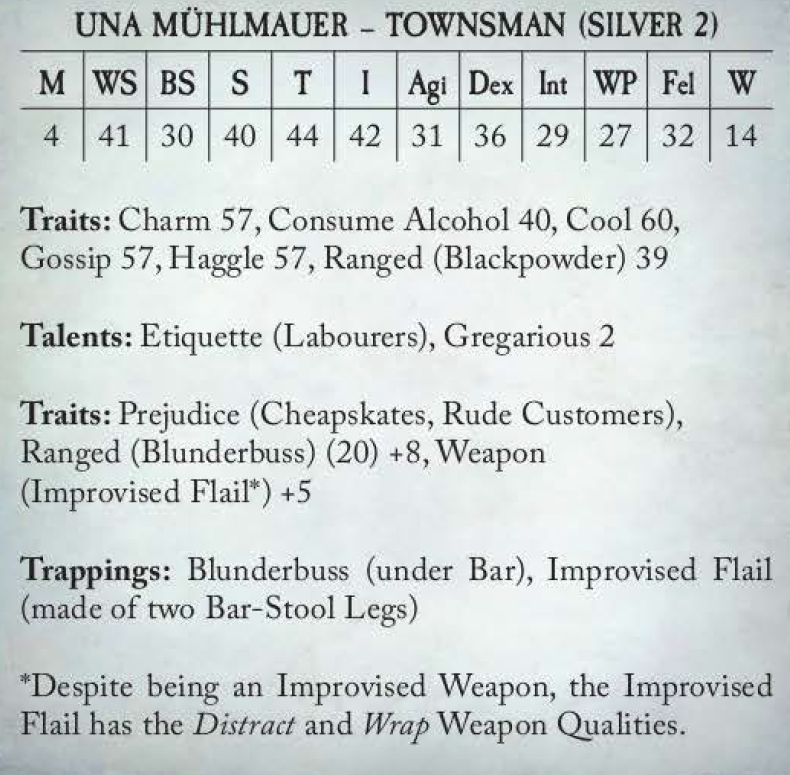 UNA MÜHLMAUER – TOWNSMAN (SILVER 2)
M WS BS S T I Agi Dex Int WP Fel W
4 41 30 40 44 42 31 36 29 27 32 14
Traits: Charm 57, Consume Alcohol 40, Cool 60,
Gossip 57, Haggle 57, Ranged (Blackpowder) 39
Talents: Etiquette (Labourers), Gregarious 2
Traits: Prejudice (Cheapskates, Rude Customers),
Ranged (Blunderbuss) (20) +8, Weapon
(Improvised Flail*) +5
Trappings: Blunderbuss (under Bar), Improvised Flail
(made of two Bar-Stool Legs)
*Despite being an Improvised Weapon, the Improvised
Flail has the Distract and Wrap Weapon Qualities.